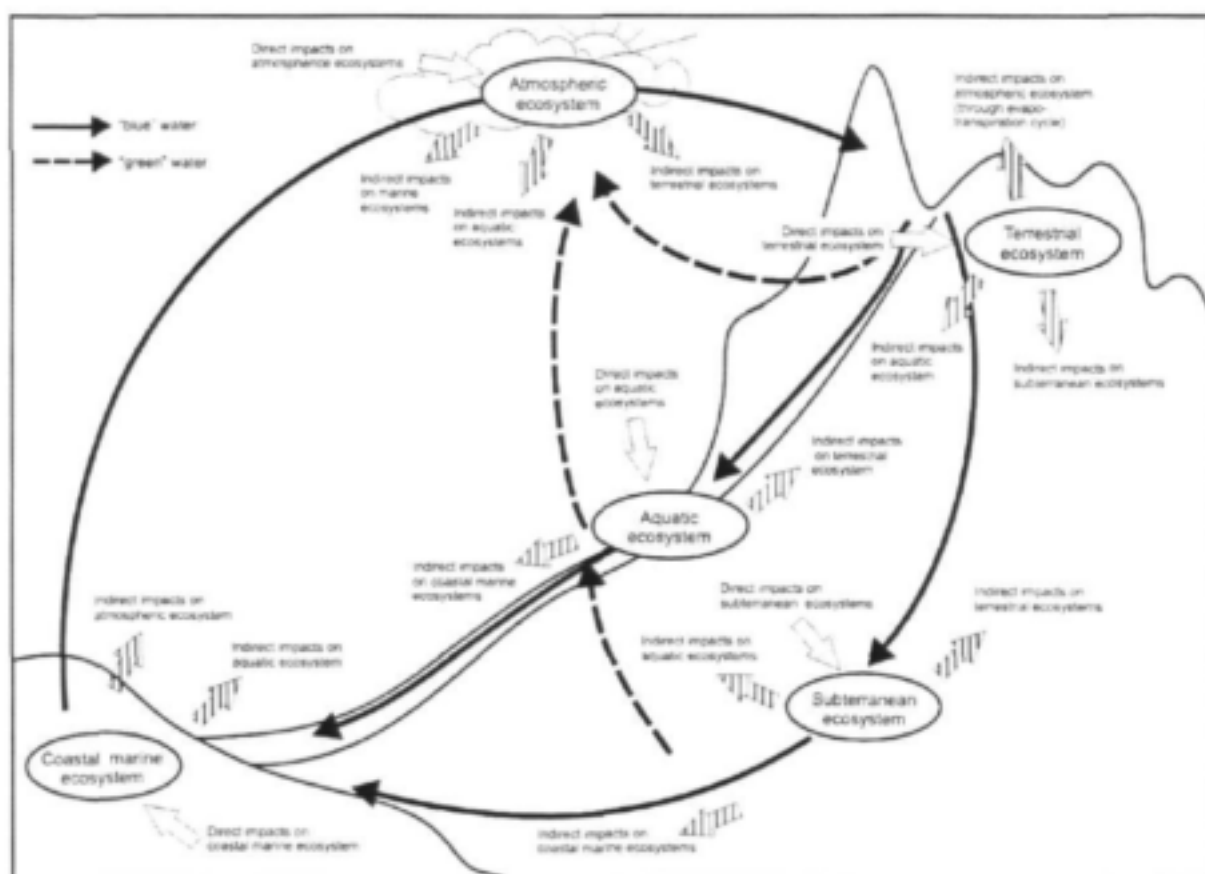 Direct impacts on
atmospheric ecosystems
Atmospheric
ecosystem
Indirect impacts on
atmospheric ecosystem
(through evapo-
transpiration cycle)
"blue" water
"green" water
Indirect impacts
on marine
ecosystems
Indirect impacts
on aquatic
ecosystems
Indirect impacts on
terrestrial ecosystems
Direct impacts on
terrestrial ecosystem
Terrestrial
ecosystem
Indirect impacts
on aquatic
ecosystem
Indirect impacts on
subterranean ecosystems
Direct impacts
on aquatic
ecosystems
Indirect impacts
on terrestrial
ecosystem
Aquatic
ecosystem
Indirect impacts
on coastal marine
ecosystems
Direct impacts on
subterranean ecosystems
Indirect impacts on
terrestrial ecosystems
Indirect impacts on
atmospheric ecosystem
Indirect impacts on
aquatic ecosystem
Indirect impacts on
aquatic ecosystems
Subterranean
ecosystem
Coastal marine
ecosystem
Direct impacts on
coastal marine ecosystem
Indirect impacts on
coastal marine ecosystems